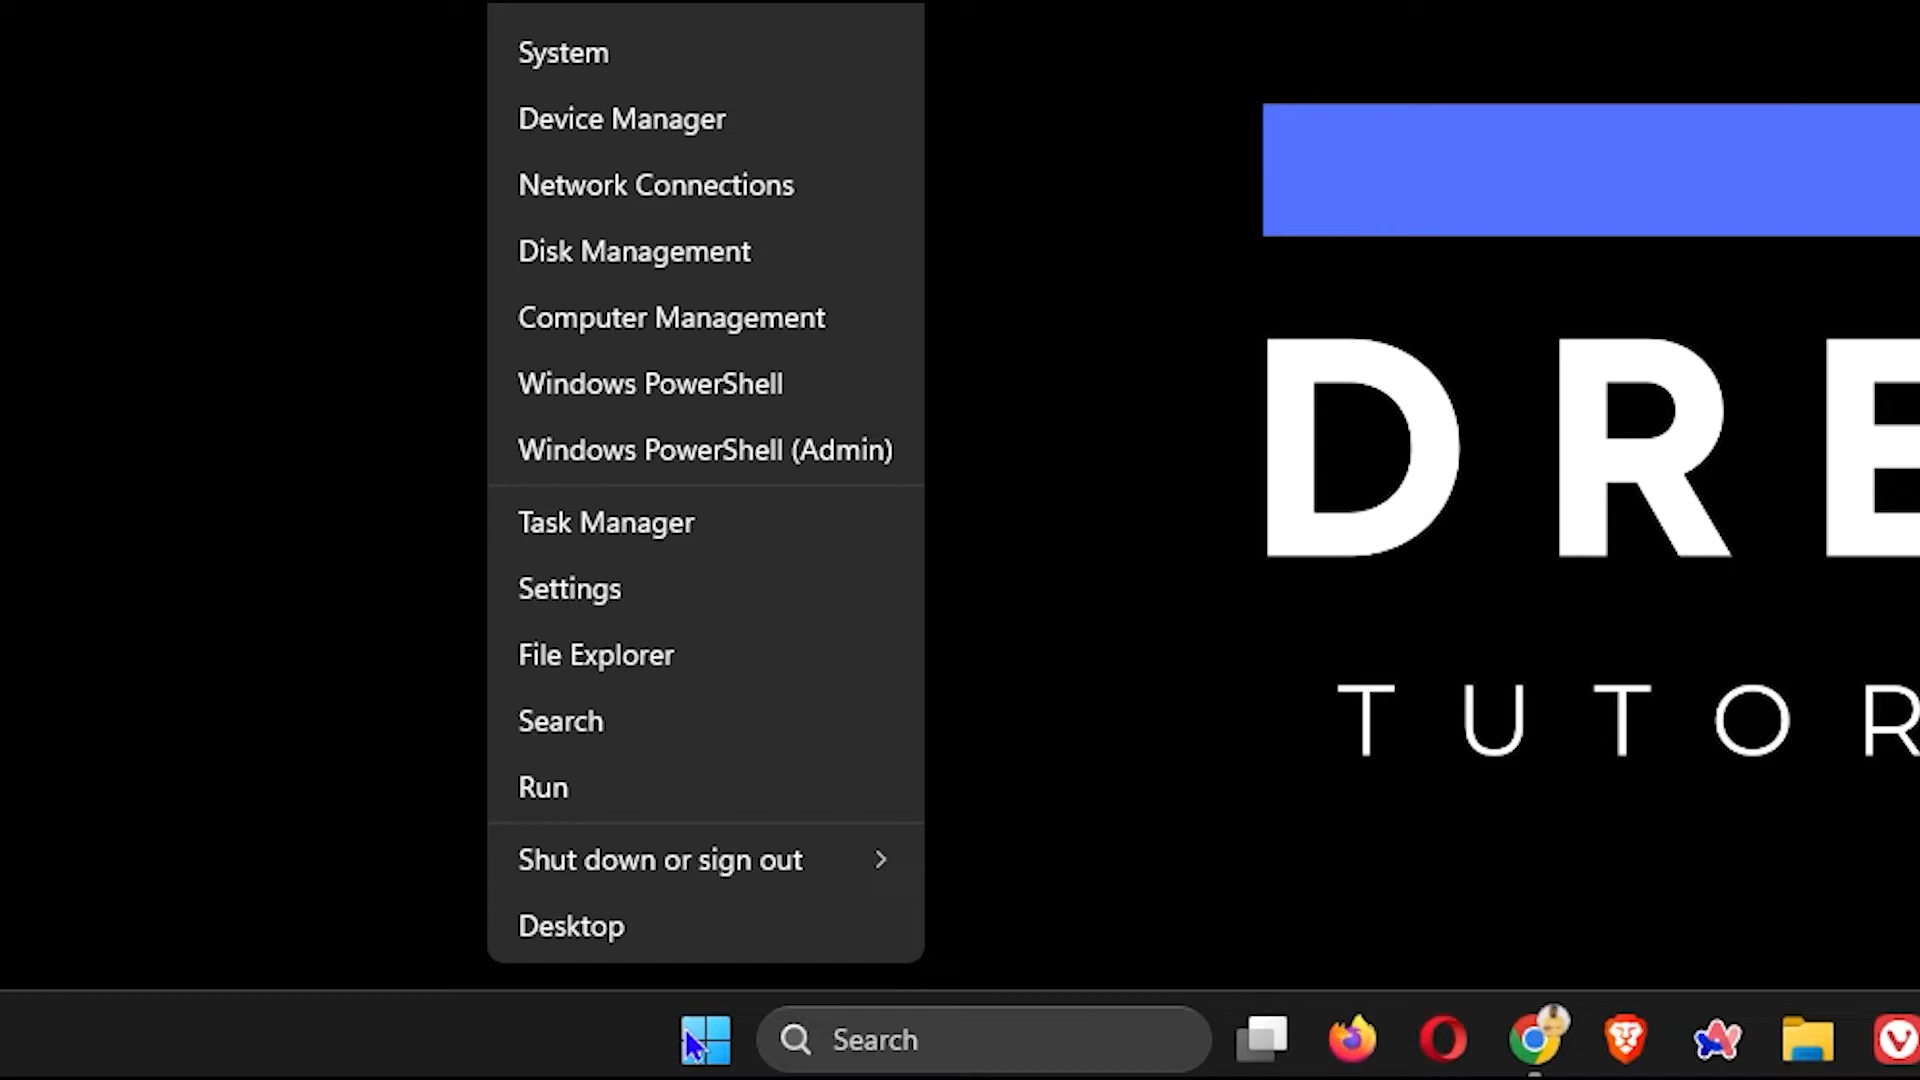 System
Device Manager
Network Connections
Disk Management
Computer Management
Windows PowerShell
Windows PowerShell (Admin)
Task Manager
Settings
File Explorer
Search
Run
Shut down or sign out
Desktop
DRE
TUTOR
Search